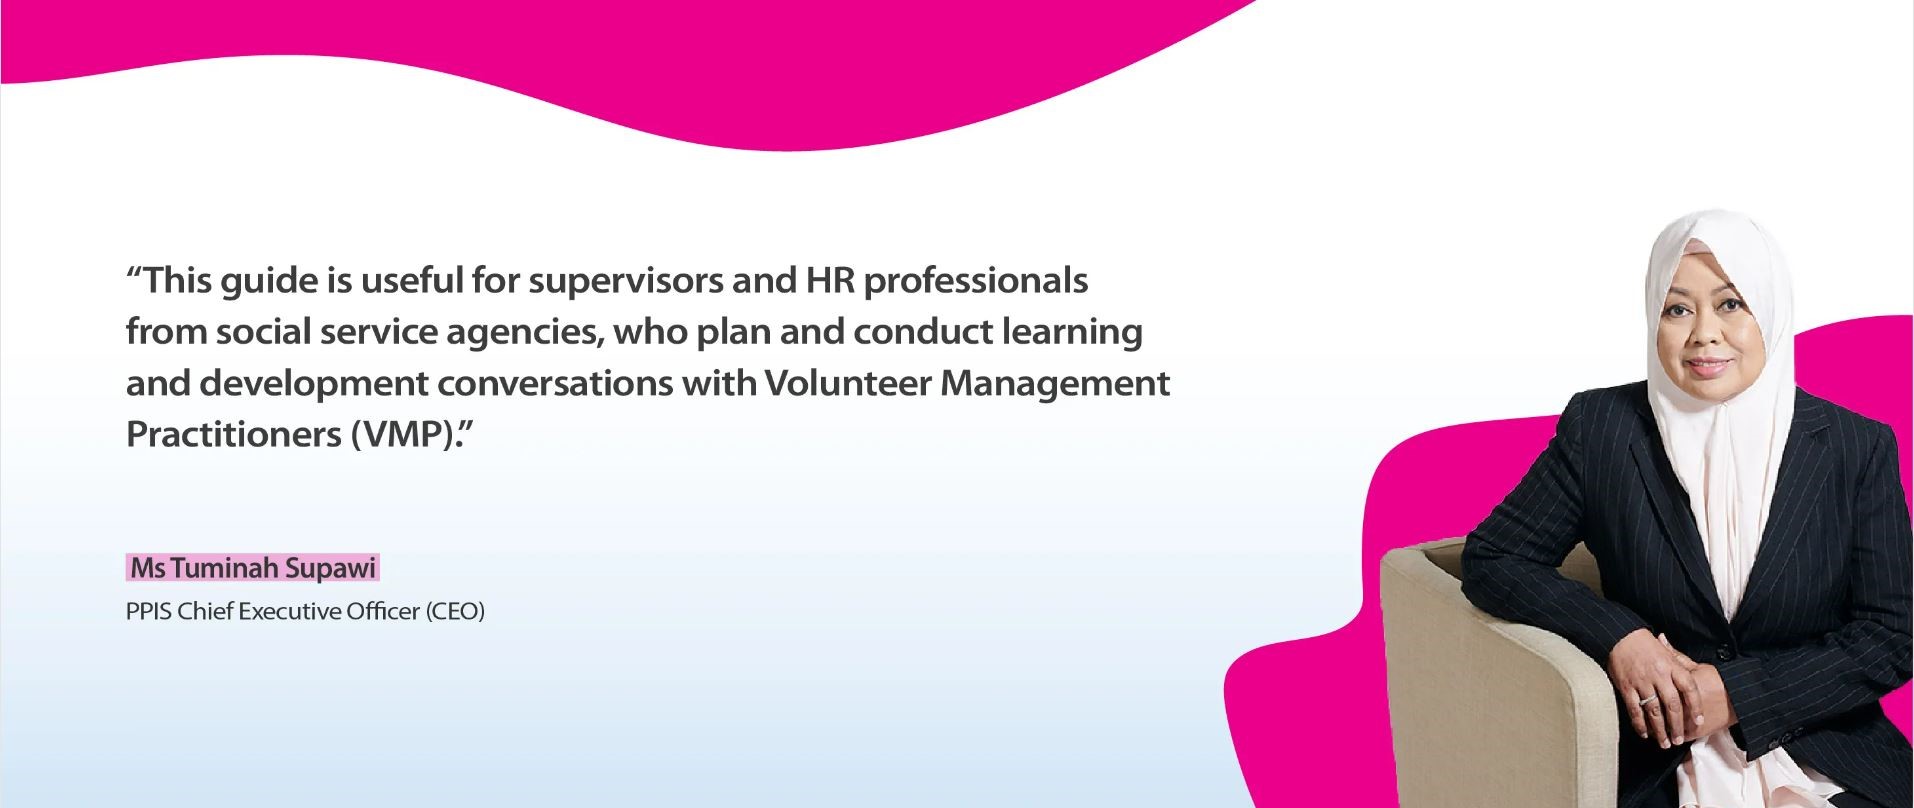 “This guide is useful for supervisors and HR professionals
from social service agencies, who plan and conduct learning
and development conversations with Volunteer Management
Practitioners (VMP).”
Ms Tuminah Supawi
PPIS Chief Executive Officer (CEO)